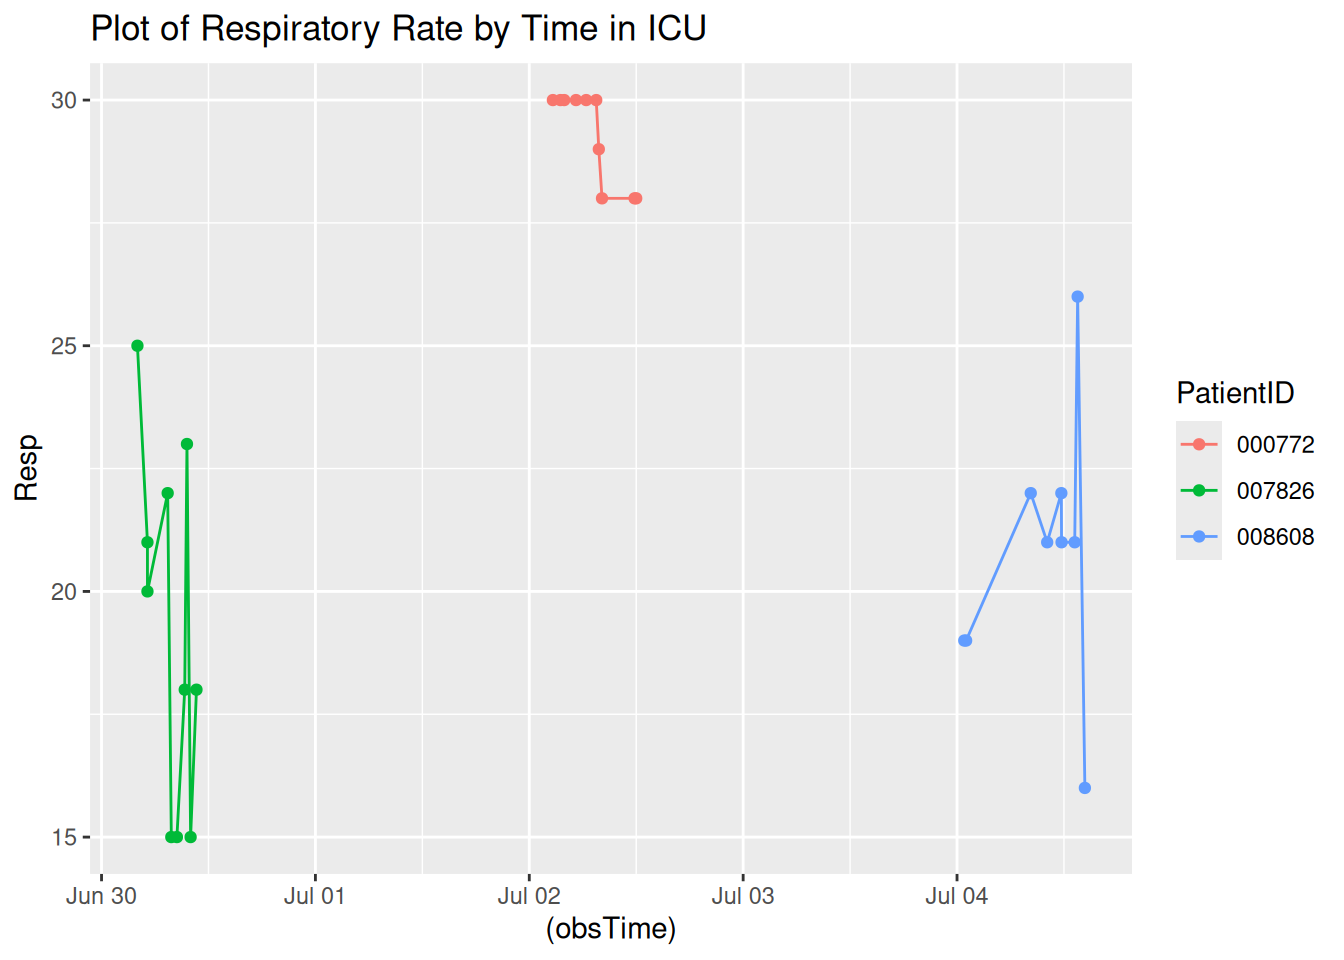 Plot of Respiratory Rate by Time in ICU
30
25
20
15
Resp
Jun 30 Jul 01 Jul 02 Jul 03 Jul 04
(obsTime)
PatientID
000772
007826
008608